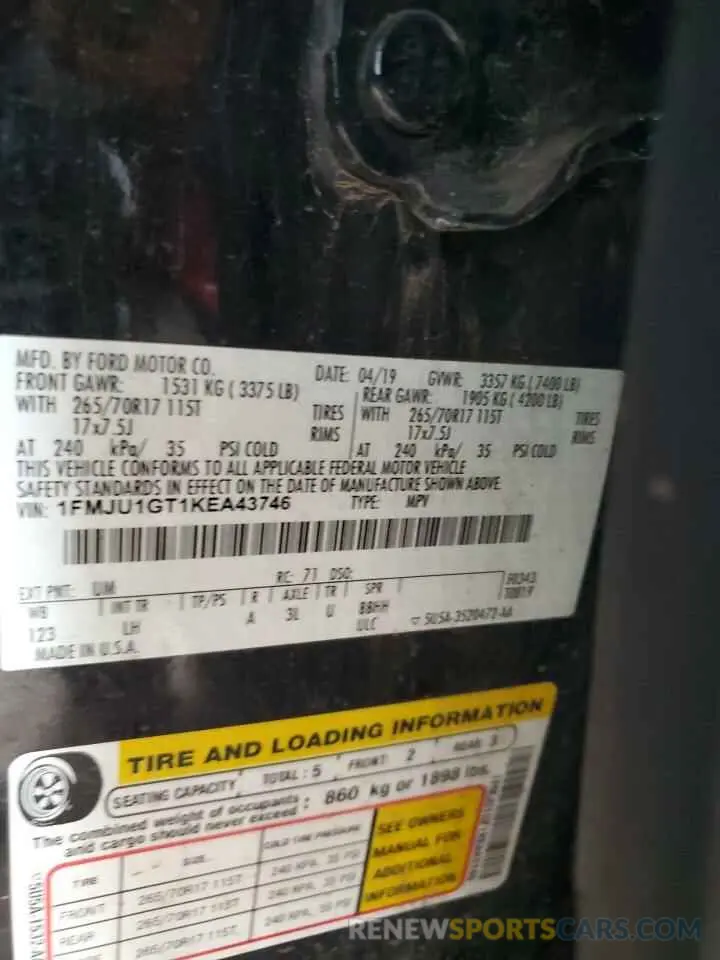 MFD. BY FORD MOTOR CO.
DATE: 04/19 GVWR: 3357 KG ( 7400 LB)
FRONT GAWR: 1531 KG ( 3375 LB)
REAR GAWR: 1905 KG ( 4200 LB)
WITH 265/70R17 115T TIRES
WITH 265/70R17 115T TIRES
17x7.5J RIMS
17x7.5J RIMS
AT 240 kPa/ 35 PSI COLD
AT 240 kPa/ 35 PSI COLD
THIS VEHICLE CONFORMS TO ALL APPLICABLE FEDERAL MOTOR VEHICLE
SAFETY STANDARDS IN EFFECT ON THE DATE OF MANUFACTURE SHOWN ABOVE.
VIN: 1FMJU1GT1KEA43746 TYPE: MPV
EXT PNT: UM RC: 71 DSO:
WB INT TR TP/PS R AXLE TR SPR
123 LH A 3L U BBHH
ULC
MADE IN U.S.A.
5U5A-3520472-AA
TIRE AND LOADING INFORMATION
SEATING CAPACITY TOTAL : 5 FRONT 2 REAR 3
The combined weight of occupants and cargo should never exceed : 860 kg or 1898 lbs.
TIRE SIZE COLD TIRE PRESSURE
FRONT 265/70R17 115T 240 KPA, 35 PSI
REAR 265/70R17 115T 240 KPA, 35 PSI
265/70R17 115T 240 KPA, 35 PSI
SEE OWNERS
MANUAL FOR
ADDITIONAL
INFORMATION
RENEWSPORTSCARS.COM